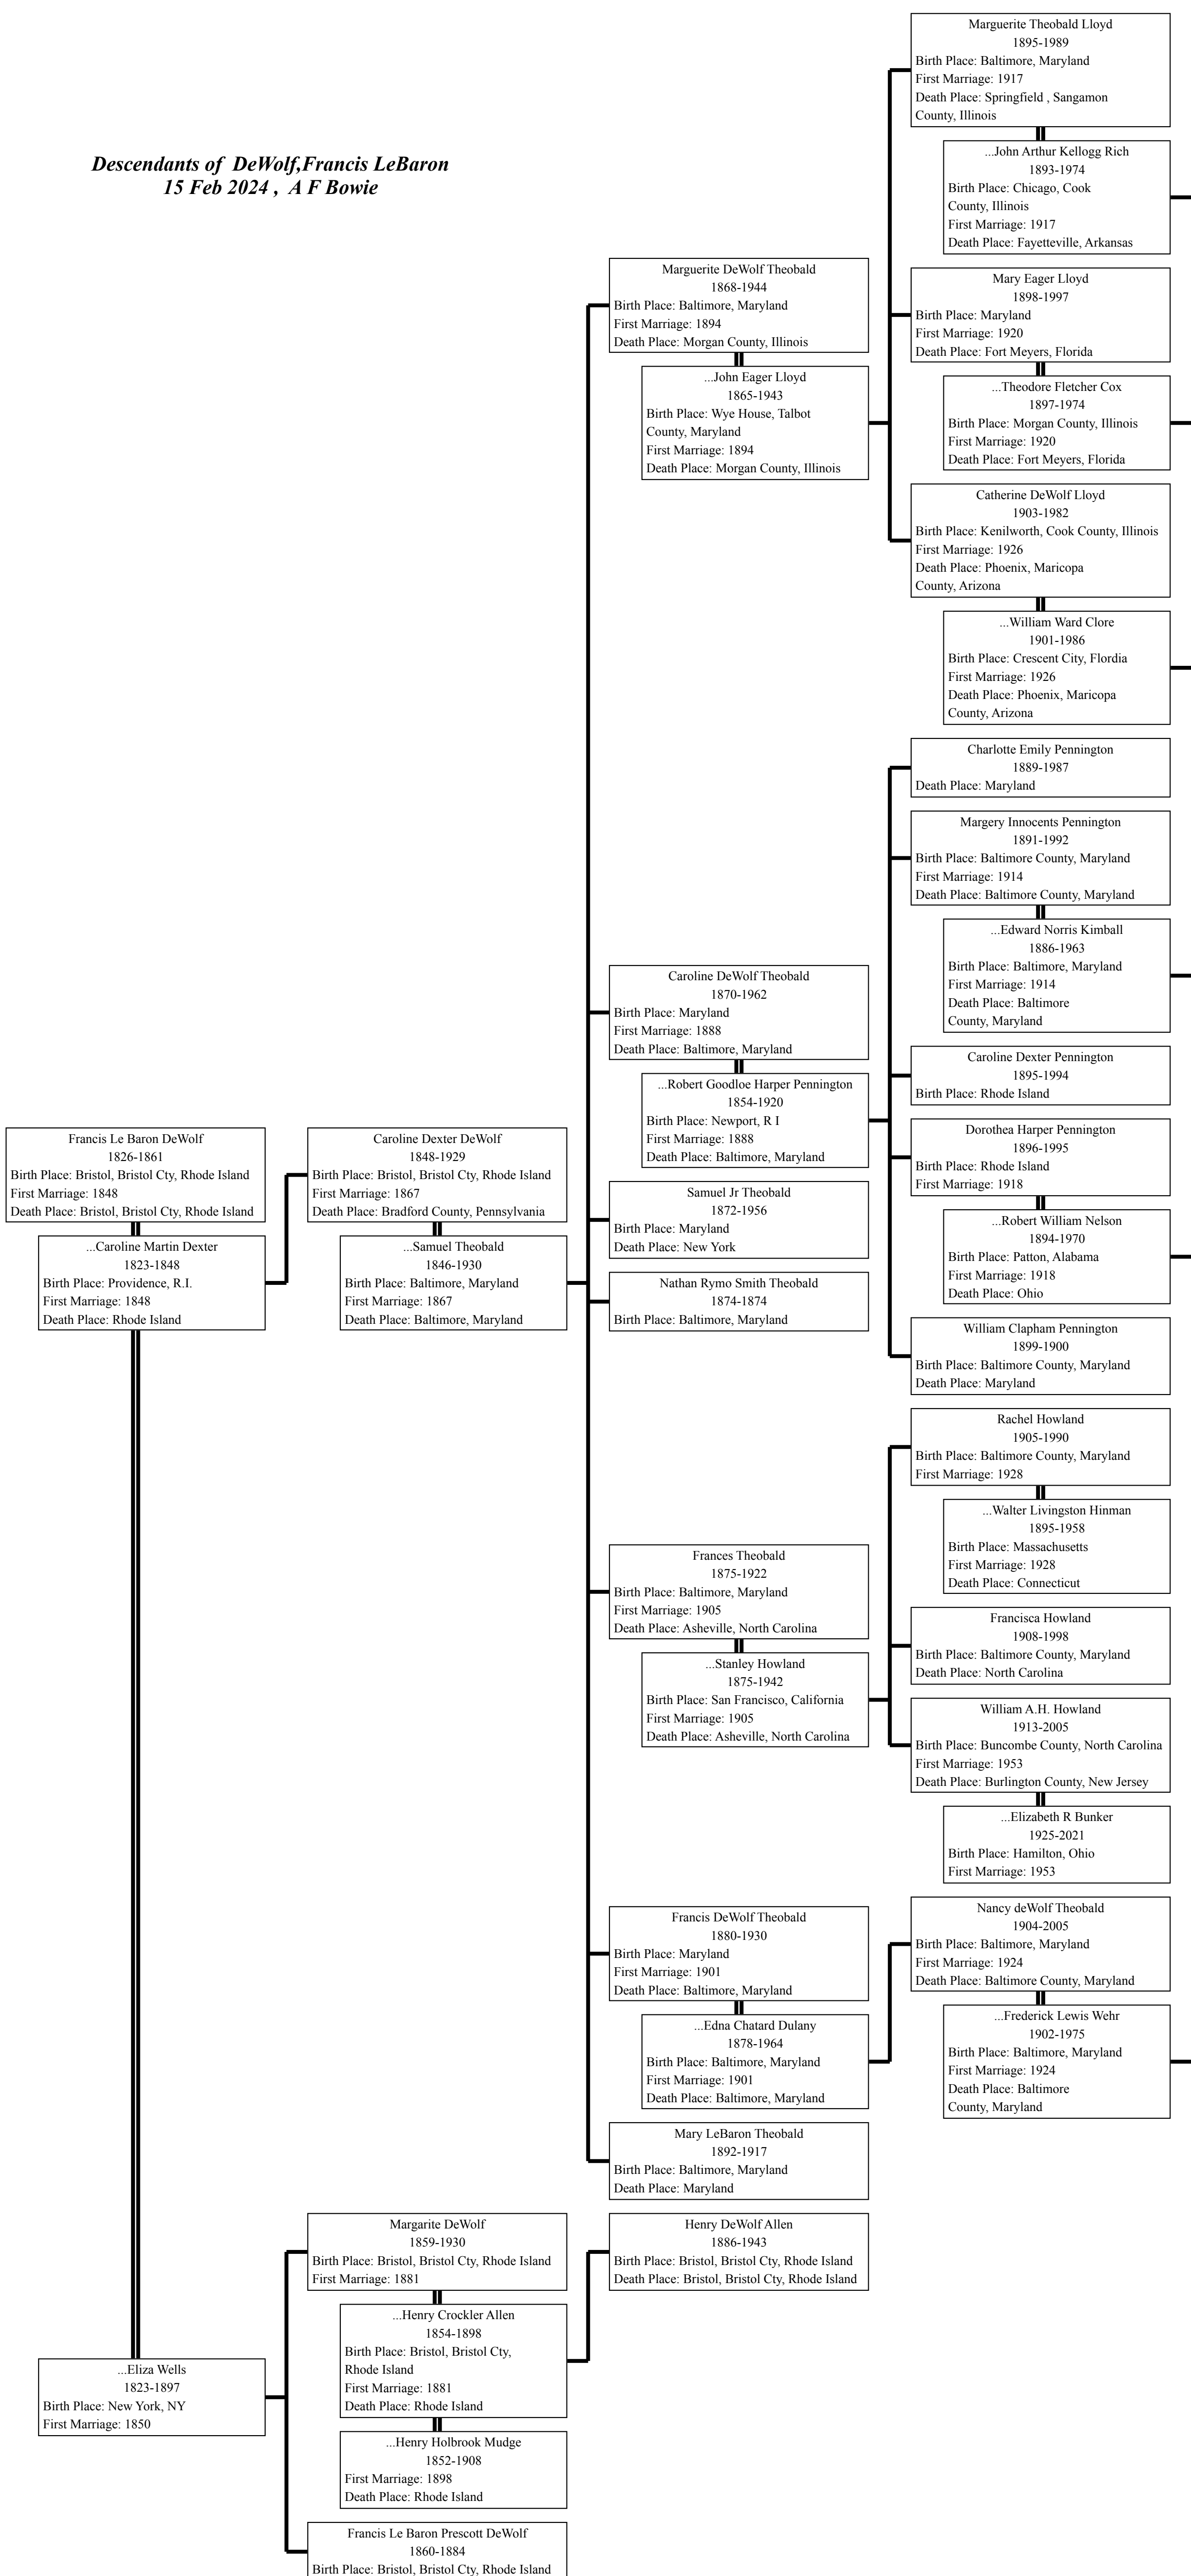 Descendants of DeWolf,Francis LeBaron
15 Feb 2024 , A F Bowie
Francis Le Baron DeWolf
1826-1861
Birth Place: Bristol, Bristol Cty, Rhode Island
First Marriage: 1848
Death Place: Bristol, Bristol Cty, Rhode Island
...Caroline Martin Dexter
1823-1848
Birth Place: Providence, R.I.
First Marriage: 1848
Death Place: Rhode Island
...Eliza Wells
1823-1897
Birth Place: New York, NY
First Marriage: 1850
Caroline Dexter DeWolf
1848-1929
Birth Place: Bristol, Bristol Cty, Rhode Island
First Marriage: 1867
Death Place: Bradford County, Pennsylvania
...Samuel Theobald
1846-1930
Birth Place: Baltimore, Maryland
First Marriage: 1867
Death Place: Baltimore, Maryland
Margarite DeWolf
1859-1930
Birth Place: Bristol, Bristol Cty, Rhode Island
First Marriage: 1881
...Henry Crockler Allen
1854-1898
Birth Place: Bristol, Bristol Cty,
Rhode Island
First Marriage: 1881
Death Place: Rhode Island
...Henry Holbrook Mudge
1852-1908
First Marriage: 1898
Death Place: Rhode Island
Francis Le Baron Prescott DeWolf
1860-1884
Birth Place: Bristol, Bristol Cty, Rhode Island
Marguerite DeWolf Theobald
1868-1944
Birth Place: Baltimore, Maryland
First Marriage: 1894
Death Place: Morgan County, Illinois
...John Eager Lloyd
1865-1943
Birth Place: Wye House, Talbot
County, Maryland
First Marriage: 1894
Death Place: Morgan County, Illinois
Caroline DeWolf Theobald
1870-1962
Birth Place: Maryland
First Marriage: 1888
Death Place: Baltimore, Maryland
...Robert Goodloe Harper Pennington
1854-1920
Birth Place: Newport, R I
First Marriage: 1888
Death Place: Baltimore, Maryland
Samuel Jr Theobald
1872-1956
Birth Place: Maryland
Death Place: New York
Nathan Rymo Smith Theobald
1874-1874
Birth Place: Baltimore, Maryland
Frances Theobald
1875-1922
Birth Place: Baltimore, Maryland
First Marriage: 1905
Death Place: Asheville, North Carolina
...Stanley Howland
1875-1942
Birth Place: San Francisco, California
First Marriage: 1905
Death Place: Asheville, North Carolina
Francis DeWolf Theobald
1880-1930
Birth Place: Maryland
First Marriage: 1901
Death Place: Baltimore, Maryland
...Edna Chatard Dulany
1878-1964
Birth Place: Baltimore, Maryland
First Marriage: 1901
Death Place: Baltimore, Maryland
Mary LeBaron Theobald
1892-1917
Birth Place: Baltimore, Maryland
Death Place: Maryland
Henry DeWolf Allen
1886-1943
Birth Place: Bristol, Bristol Cty, Rhode Island
Death Place: Bristol, Bristol Cty, Rhode Island
Marguerite Theobald Lloyd
1895-1989
Birth Place: Baltimore, Maryland
First Marriage: 1917
Death Place: Springfield , Sangamon
County, Illinois
...John Arthur Kellogg Rich
1893-1974
Birth Place: Chicago, Cook
County, Illinois
First Marriage: 1917
Death Place: Fayetteville, Arkansas
Mary Eager Lloyd
1898-1997
Birth Place: Maryland
First Marriage: 1920
Death Place: Fort Meyers, Florida
...Theodore Fletcher Cox
1897-1974
Birth Place: Morgan County, Illinois
First Marriage: 1920
Death Place: Fort Meyers, Florida
Catherine DeWolf Lloyd
1903-1982
Birth Place: Kenilworth, Cook County, Illinois
First Marriage: 1926
Death Place: Phoenix, Maricopa
County, Arizona
...William Ward Clore
1901-1986
Birth Place: Crescent City, Flordia
First Marriage: 1926
Death Place: Phoenix, Maricopa
County, Arizona
Charlotte Emily Pennington
1889-1987
Death Place: Maryland
Margery Innocents Pennington
1891-1992
Birth Place: Baltimore County, Maryland
First Marriage: 1914
Death Place: Baltimore County, Maryland
...Edward Norris Kimball
1886-1963
Birth Place: Baltimore, Maryland
First Marriage: 1914
Death Place: Baltimore
County, Maryland
Caroline Dexter Pennington
1895-1994
Birth Place: Rhode Island
Dorothea Harper Pennington
1896-1995
Birth Place: Rhode Island
First Marriage: 1918
...Robert William Nelson
1894-1970
Birth Place: Patton, Alabama
First Marriage: 1918
Death Place: Ohio
William Clapham Pennington
1899-1900
Birth Place: Baltimore County, Maryland
Death Place: Maryland
Rachel Howland
1905-1990
Birth Place: Baltimore County, Maryland
First Marriage: 1928
...Walter Livingston Hinman
1895-1958
Birth Place: Massachusetts
First Marriage: 1928
Death Place: Connecticut
Francisca Howland
1908-1998
Birth Place: Baltimore County, Maryland
Death Place: North Carolina
William A.H. Howland
1913-2005
Birth Place: Buncombe County, North Carolina
First Marriage: 1953
Death Place: Burlington County, New Jersey
...Elizabeth R Bunker
1925-2021
Birth Place: Hamilton, Ohio
First Marriage: 1953
Nancy deWolf Theobald
1904-2005
Birth Place: Baltimore, Maryland
First Marriage: 1924
Death Place: Baltimore County, Maryland
...Frederick Lewis Wehr
1902-1975
Birth Place: Baltimore, Maryland
First Marriage: 1924
Death Place: Baltimore
County, Maryland